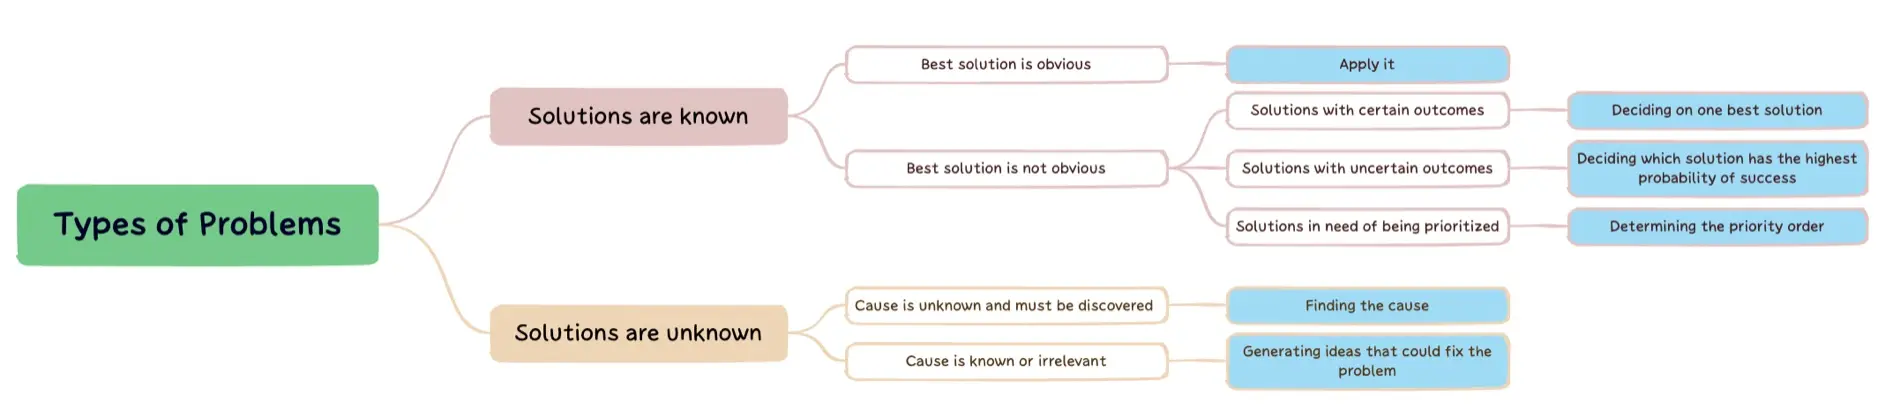 Types of Problems
Solutions are known
Best solution is obvious
Apply it
Best solution is not obvious
Solutions with certain outcomes
Deciding on one best solution
Solutions with uncertain outcomes
Deciding which solution has the highest
probability of success
Solutions in need of being prioritized
Determining the priority order
Solutions are unknown
Cause is unknown and must be discovered
Finding the cause
Cause is known or irrelevant
Generating ideas that could fix the
problem